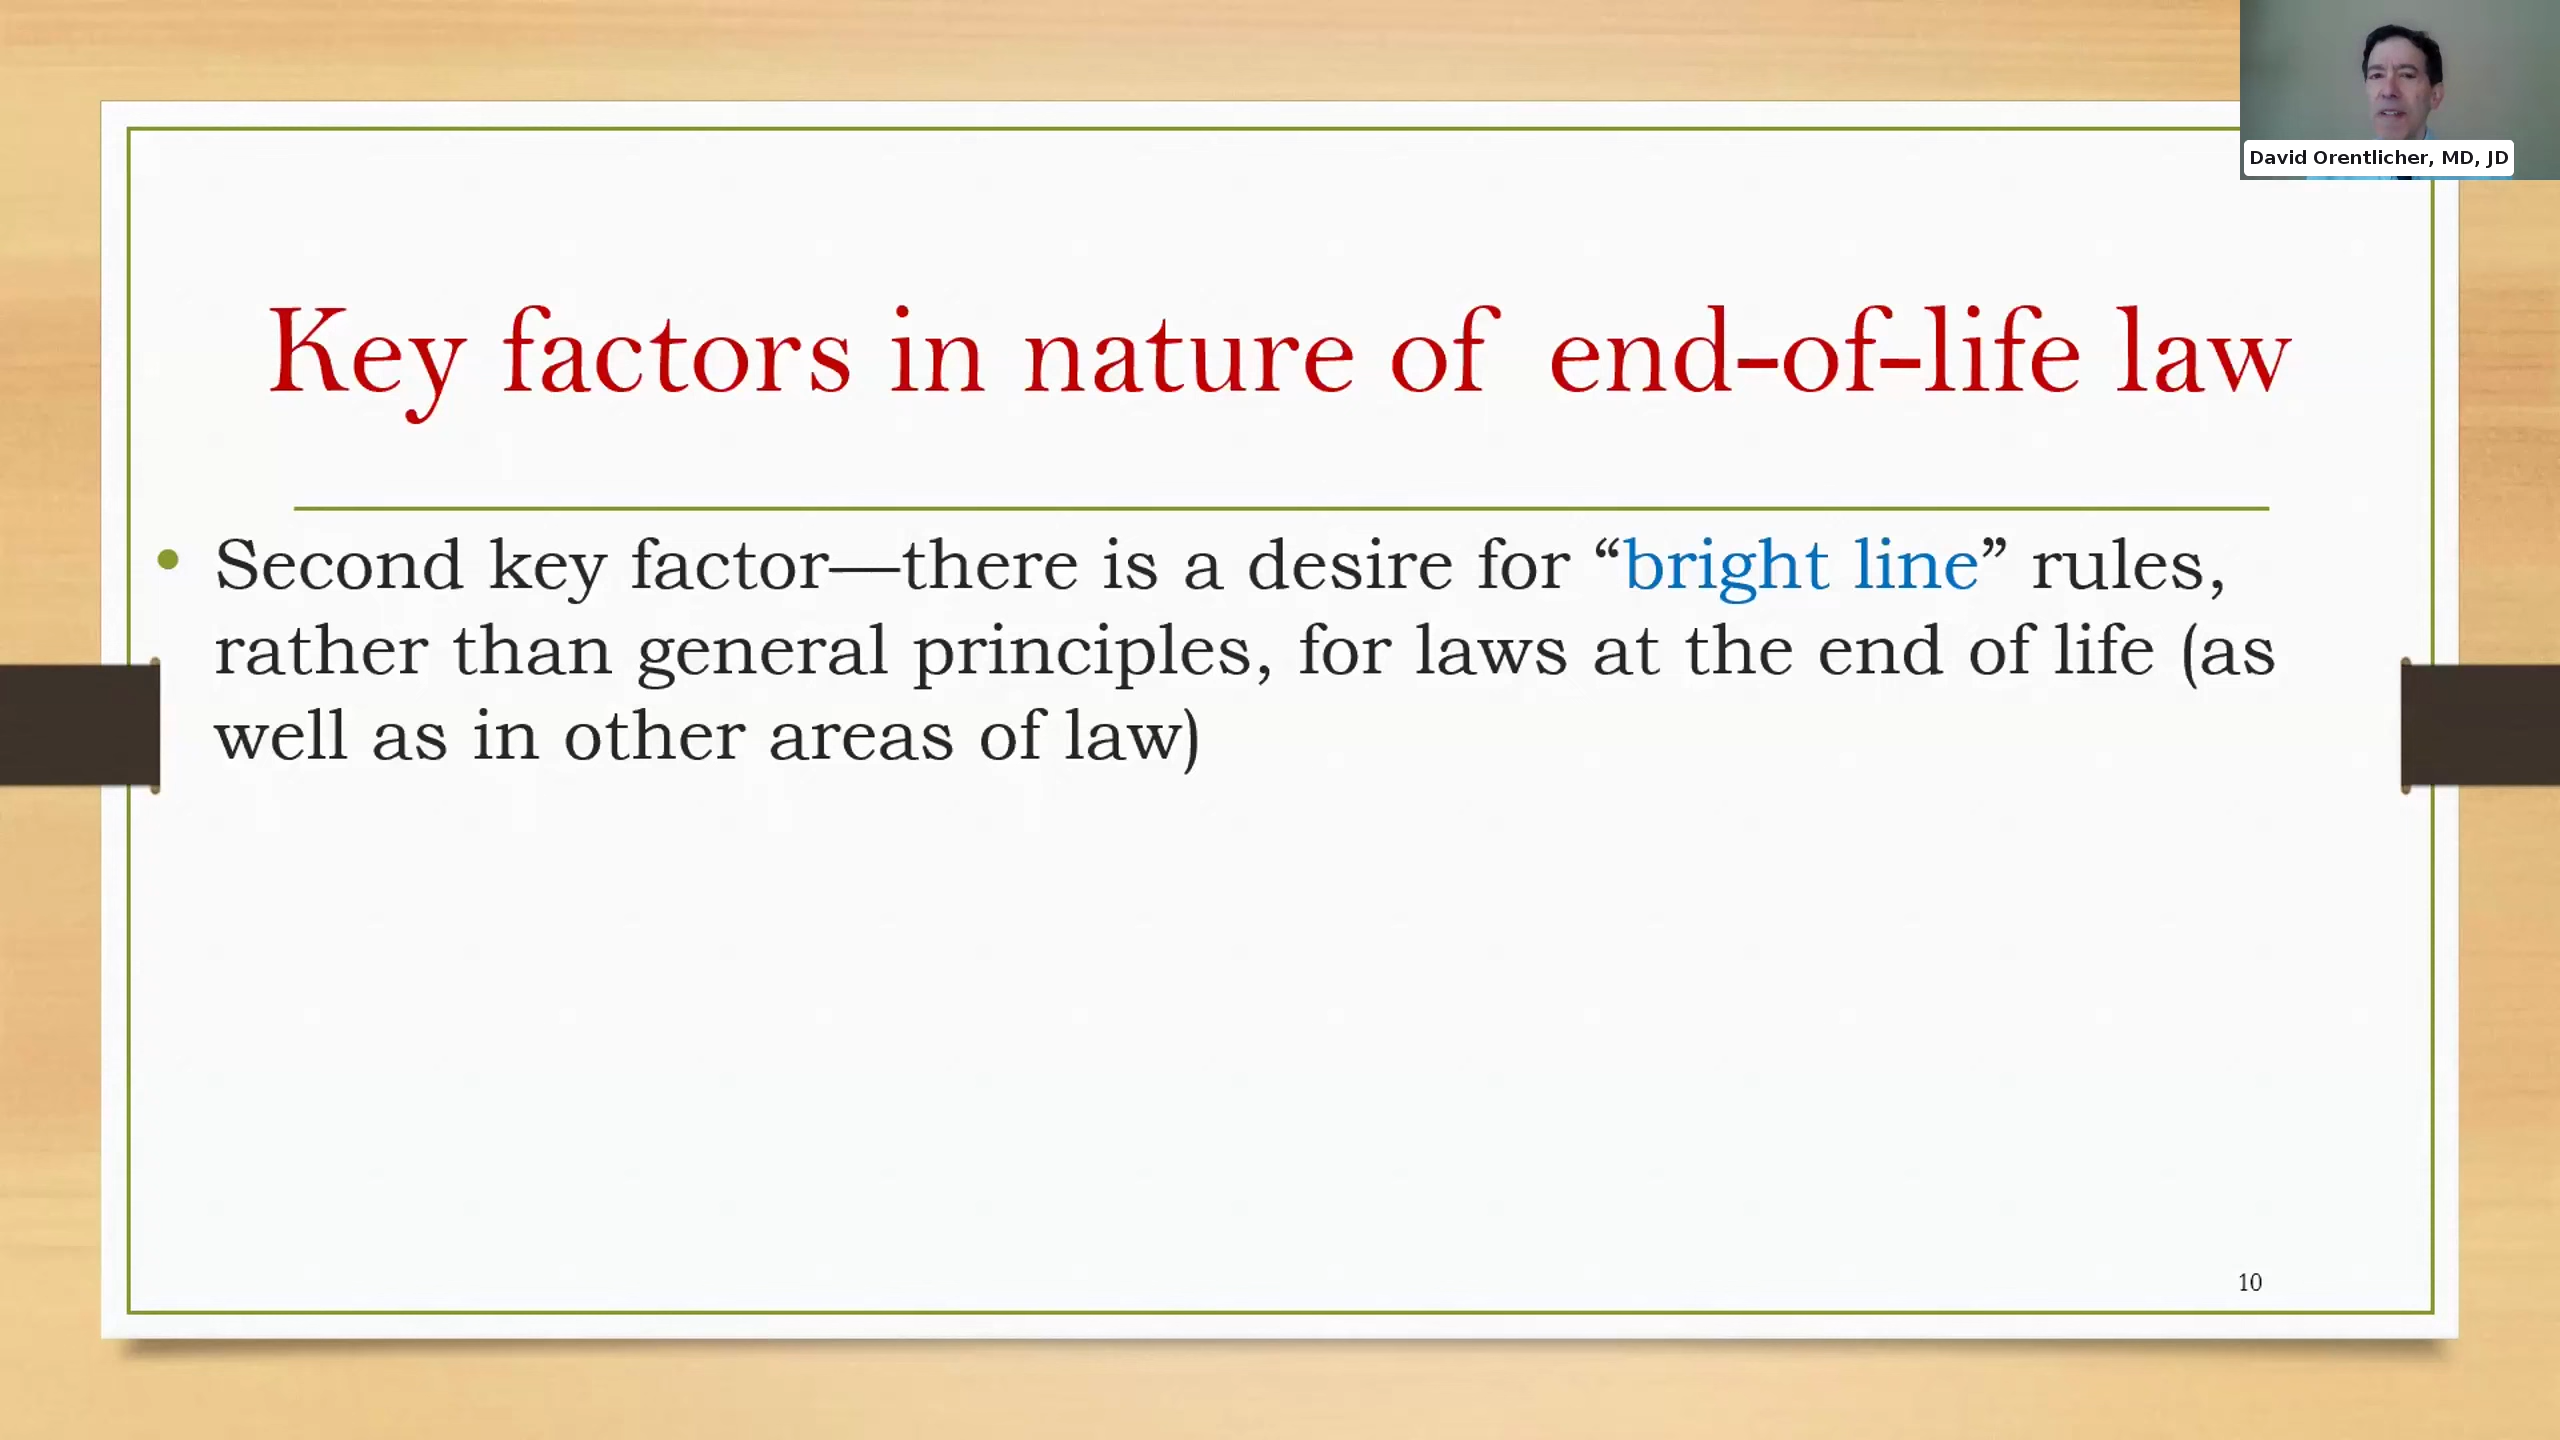 David Orentlicher, MD, JD
Key factors in nature of  end-of-life law
• Second key factor—there is a desire for “bright line” rules,
rather than general principles, for laws at the end of life (as
well as in other areas of law)
10